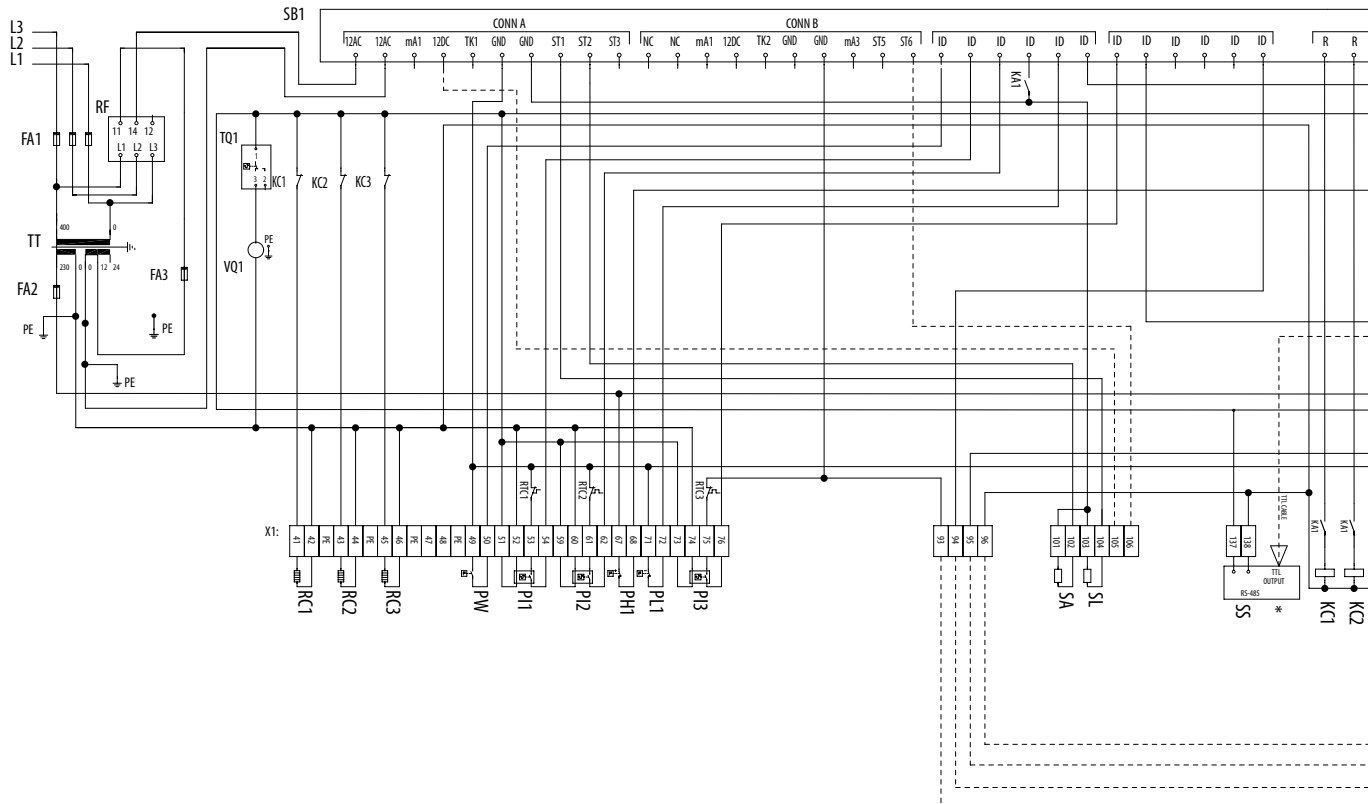 SB1
CONN A
CONN B
12AC 12AC mA1 12DC TK1 GND GND ST1 ST2 ST3 NC NC mA1 12DC TK2 GND GND mA3 ST5 ST6 ID ID ID ID ID ID ID ID ID ID ID ID R R
L3
L2
L1
KA1
RF
11 14 12
L1 L2 L3
FA1
TQ1
1
3 2
KC1
KC2
KC3
400 0
TT
230 0 0 12 24
FA3
FA2
PE
PE
PE
VQ1
PE
RTC1
RTC2
RTC3
TTL CABLE
KA1
KA1
X1:
41 42 PE 43 44 PE 45 46 PE 47 48 PE 49 50 51 52 53 54 59 60 61 62 67 68 71 72 73 74 75 76
93 94 95 96
101 102 103 104 105 106
137 138
TTL
OUTPUT
RS-485
RC1
RC2
RC3
PW
PI1
PI2
PH1
PL1
PI3
SA
SL
SS
*
KC1
KC2